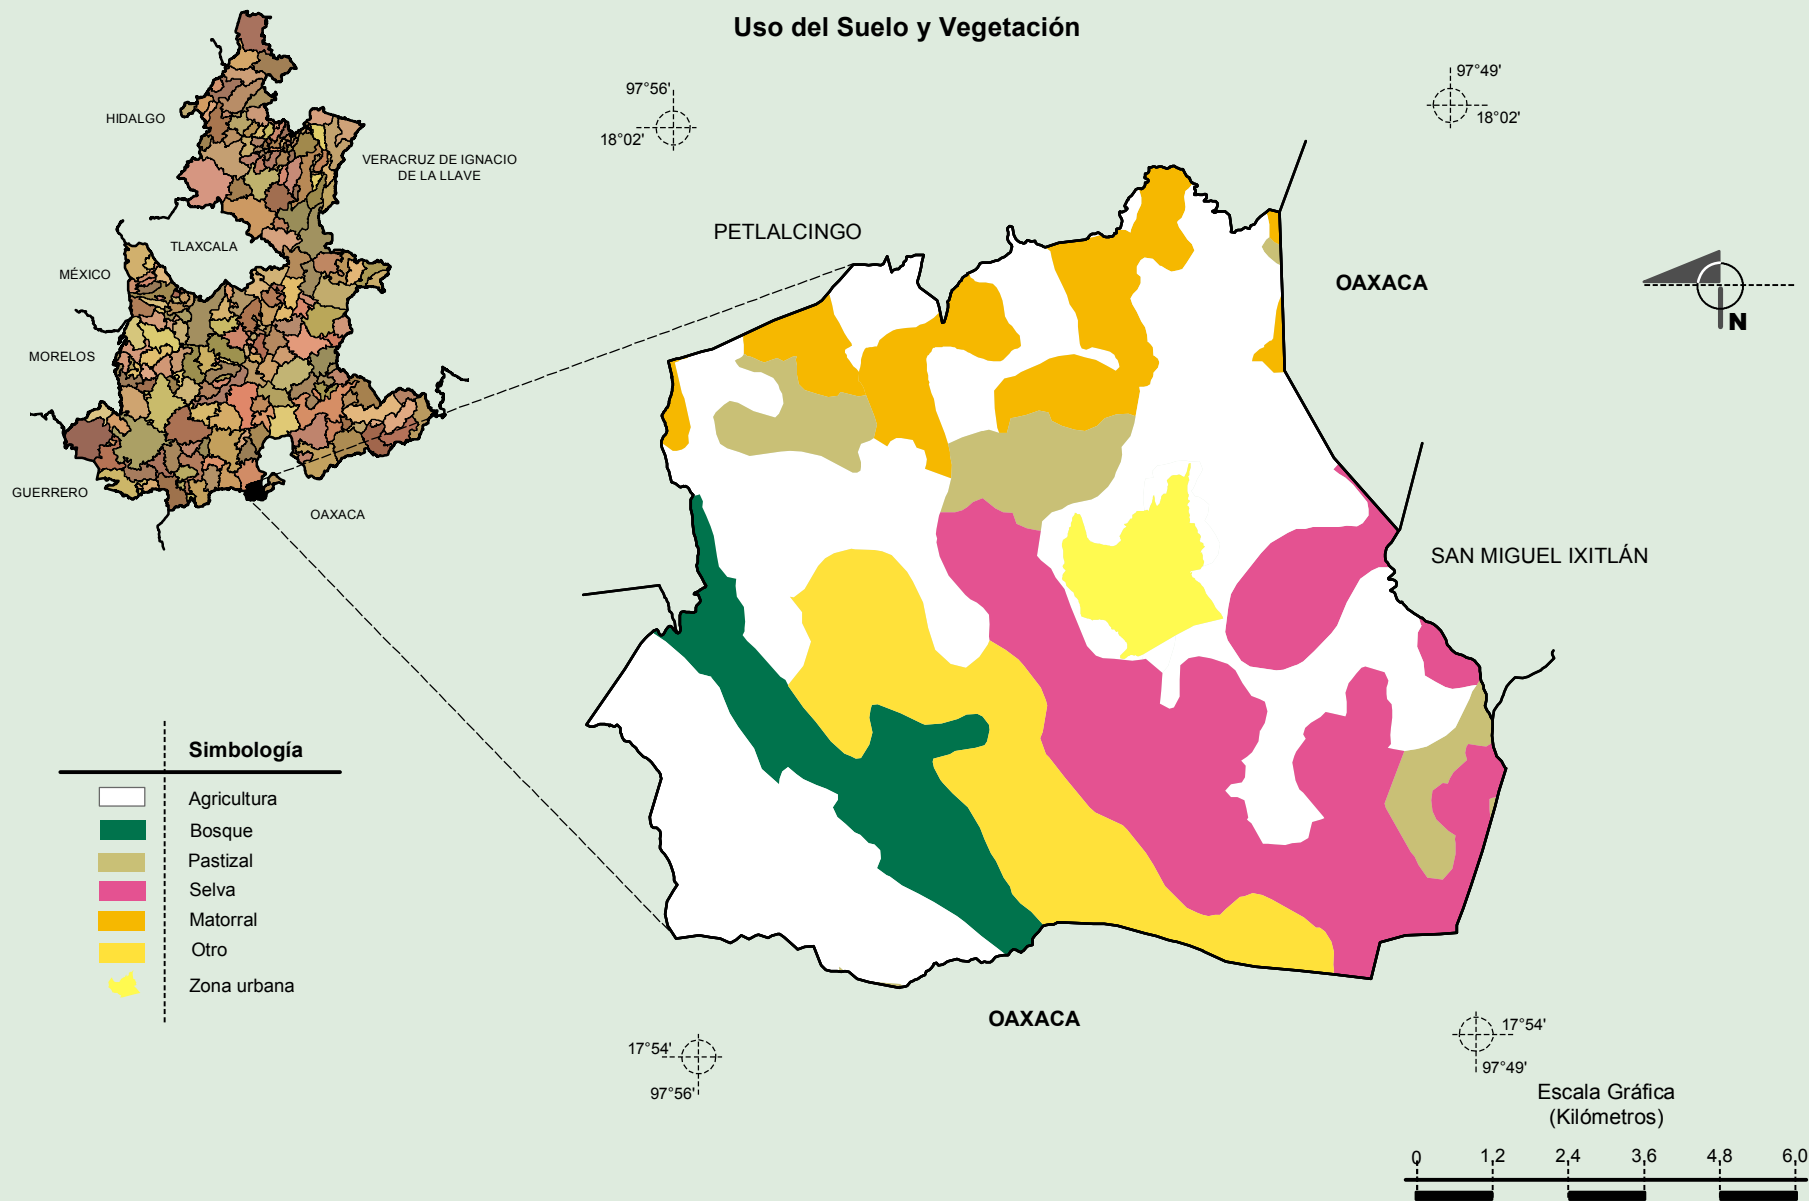 Uso del Suelo y Vegetación
97°56'
18°02'
97°49'
18°02'
HIDALGO
VERACRUZ DE IGNACIO
DE LA LLAVE
TLAXCALA
MÉXICO
MORELOS
GUERRERO
OAXACA
PETLALCINGO
OAXACA
N
SAN MIGUEL IXITLÁN
OAXACA
Simbología
Agricultura
Bosque
Pastizal
Selva
Matorral
Otro
Zona urbana
17°54'
97°56'
17°54'
97°49'
Escala Gráfica
(Kilómetros)
0 1,2 2,4 3,6 4,8 6,0